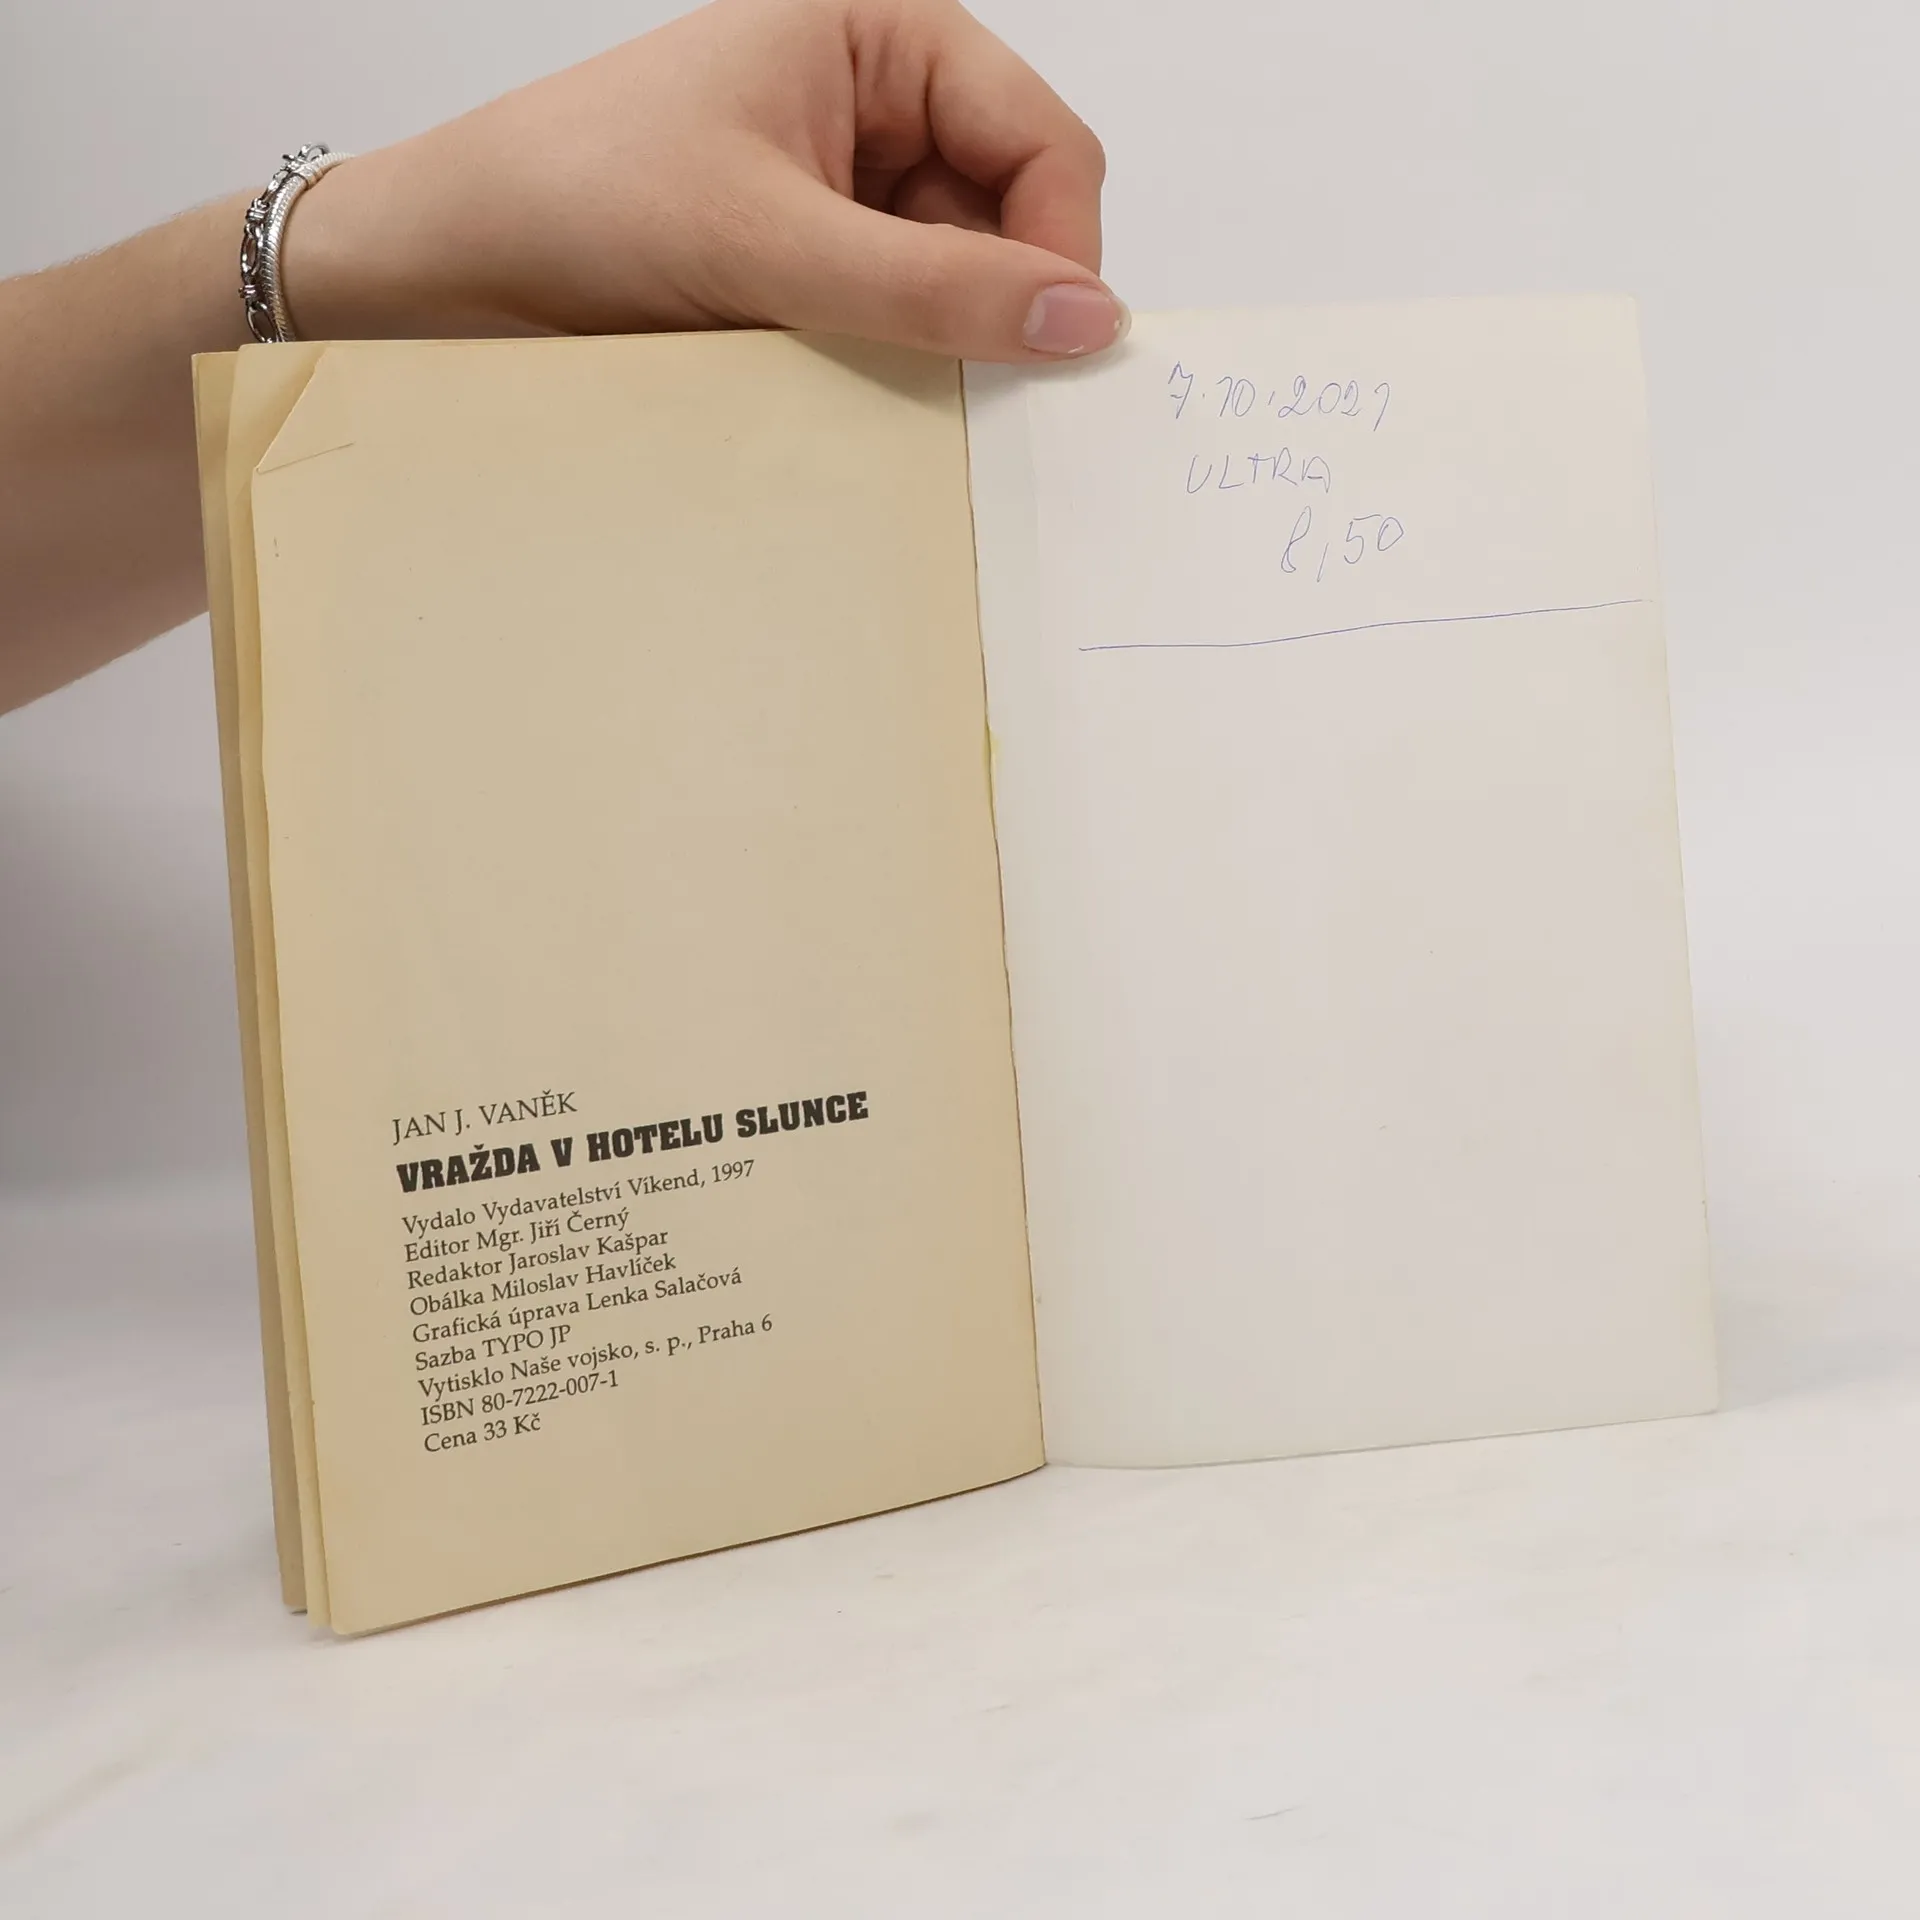 JAN J. VANĚK
VRAŽDA V HOTELU SLUNCE
Vydalo Vydavatelství Víkend, 1997
Editor Mgr. Jiří Černý
Redaktor Jaroslav Kašpar
Obálka Miloslav Havlíček
Grafická úprava Lenka Salačová
Sazba TYPO JP
Vytisklo Naše vojsko, s. p., Praha 6
ISBN 80-7222-007-1
Cena 33 Kč
7.10.2021
ULTRA
8,50